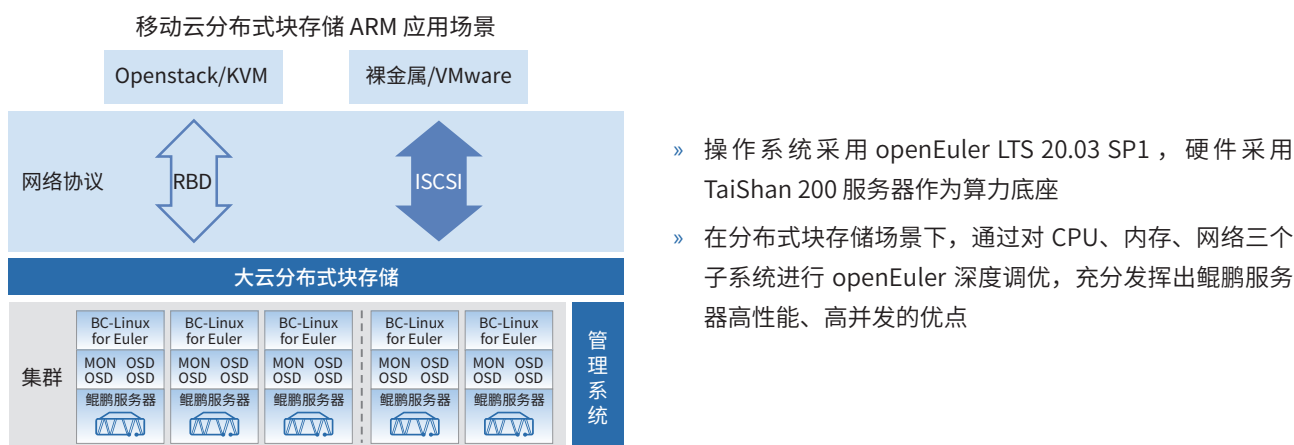 移动云分布式块存储 ARM 应用场景
Openstack/KVM
裸金属/VMware
网络协议
RBD
ISCSI
大云分布式块存储
集群
BC-Linux
for Euler
MON OSD
OSD OSD
鲲鹏服务器
BC-Linux
for Euler
MON OSD
OSD OSD
鲲鹏服务器
BC-Linux
for Euler
MON OSD
OSD OSD
鲲鹏服务器
BC-Linux
for Euler
MON OSD
OSD OSD
鲲鹏服务器
BC-Linux
for Euler
MON OSD
OSD OSD
鲲鹏服务器
管理系统
» 操作系统采用 openEuler LTS 20.03 SP1，硬件采用
TaiShan 200 服务器作为算力底座
» 在分布式块存储场景下，通过对 CPU、内存、网络三个
子系统进行 openEuler 深度调优，充分发挥出鲲鹏服务
器高性能、高并发的优点